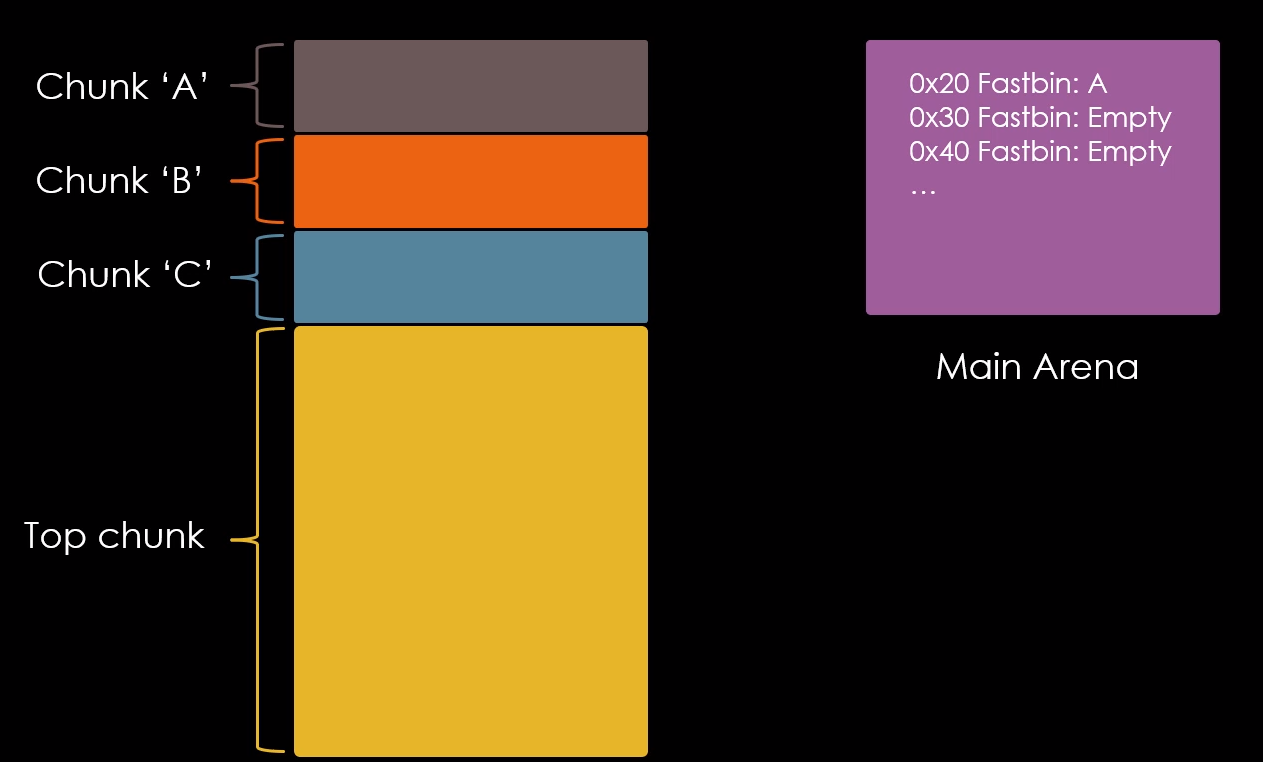 Chunk ‘A’
Chunk ‘B’
Chunk ‘C’
Top chunk
0x20 Fastbin: A
0x30 Fastbin: Empty
0x40 Fastbin: Empty
…
Main Arena